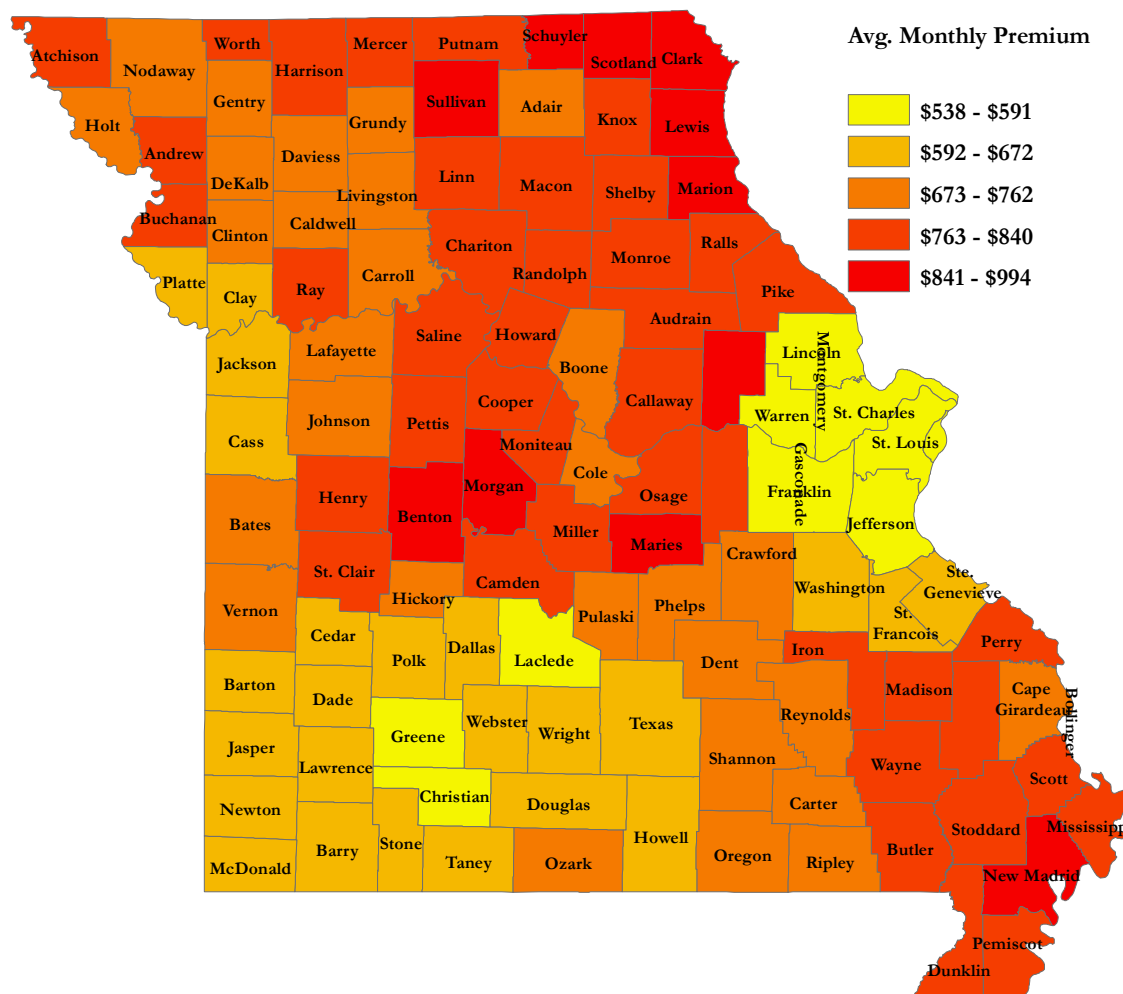 Avg. Monthly Premium
$538 - $591
$592 - $672
$673 - $762
$763 - $840
$841 - $994
Atchison
Nodaway
Worth
Harrison
Mercer
Putnam
Schuyler
Scotland
Clark
Holt
Andrew
Gentry
DeKalb
Daviess
Grundy
Sullivan
Adair
Knox
Lewis
Buchanan
Clinton
Caldwell
Livingston
Linn
Macon
Shelby
Marion
Platte
Clay
Ray
Carroll
Chariton
Randolph
Monroe
Ralls
Pike
Jackson
Lafayette
Saline
Howard
Boone
Audrain
Callaway
Montgomery
Lincoln
Warren
St. Charles
St. Louis
Cass
Johnson
Pettis
Cooper
Moniteau
Cole
Osage
Gasconade
Franklin
Jefferson
Bates
Henry
Benton
Morgan
Miller
Maries
Vernon
St. Clair
Hickory
Camden
Pulaski
Phelps
Crawford
Washington
St.
Francois
Ste.
Genevieve
Cedar
Polk
Dallas
Laclede
Dent
Iron
Madison
Perry
Barton
Dade
Greene
Webster
Wright
Texas
Reynolds
Cape
Girardeau
Bollinger
Jasper
Lawrence
Christian
Douglas
Shannon
Wayne
Scott
Newton
Barry
Stone
Taney
Ozark
Howell
Carter
Stoddard
Mississipp
McDonald
Oregon
Ripley
Butler
New Madrid
Pemiscot
Dunklin